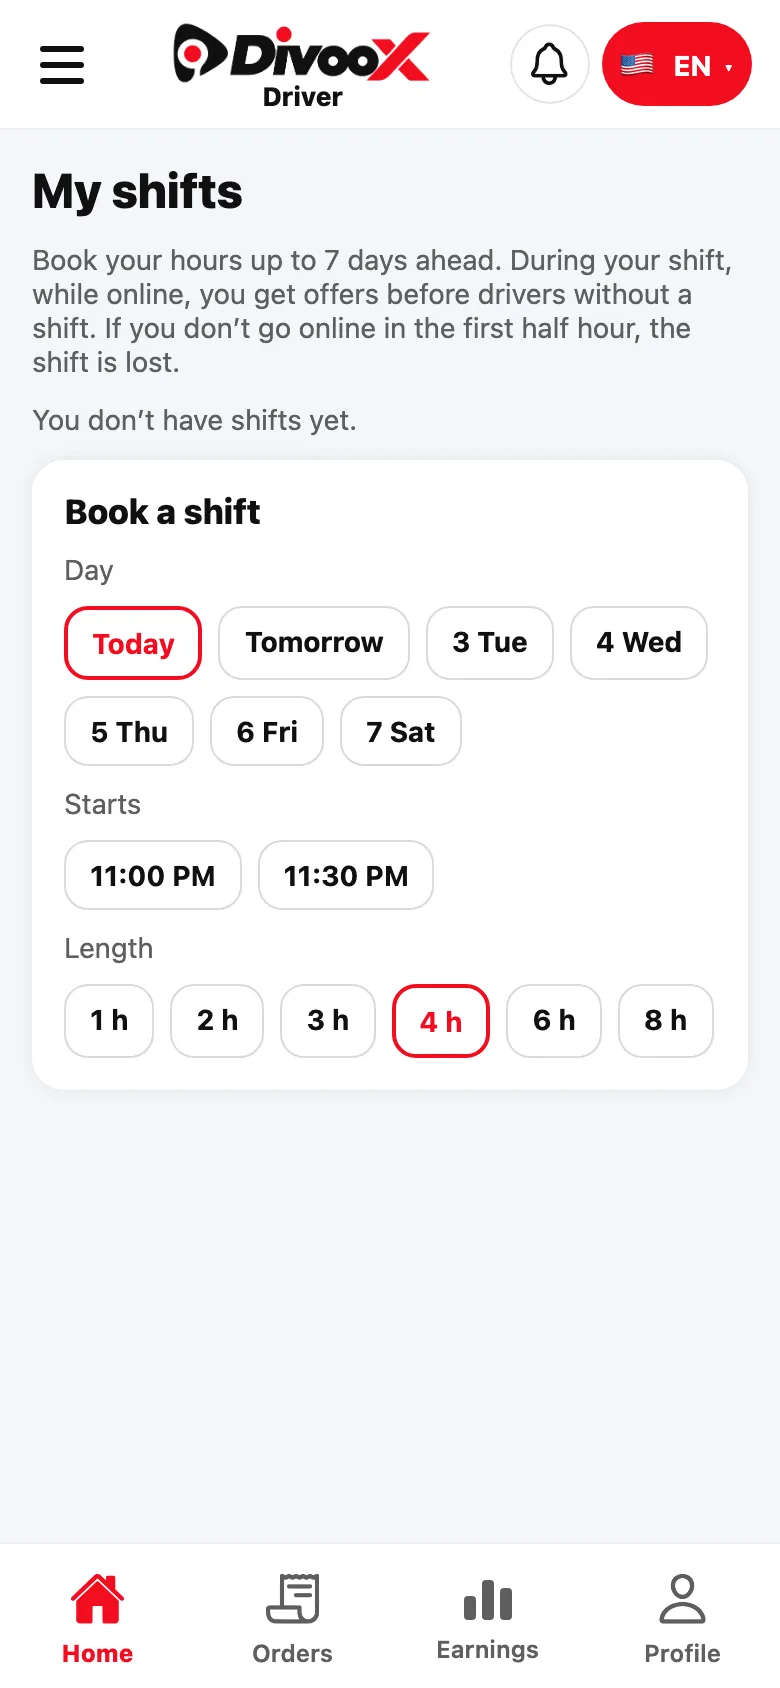 DivooX
Driver
EN
My shifts
Book your hours up to 7 days ahead. During your shift,
while online, you get offers before drivers without a
shift. If you don’t go online in the first half hour, the
shift is lost.
You don’t have shifts yet.
Book a shift
Day
Today Tomorrow 3 Tue 4 Wed
5 Thu 6 Fri 7 Sat
Starts
11:00 PM 11:30 PM
Length
1 h 2 h 3 h 4 h 6 h 8 h
Home Orders Earnings Profile